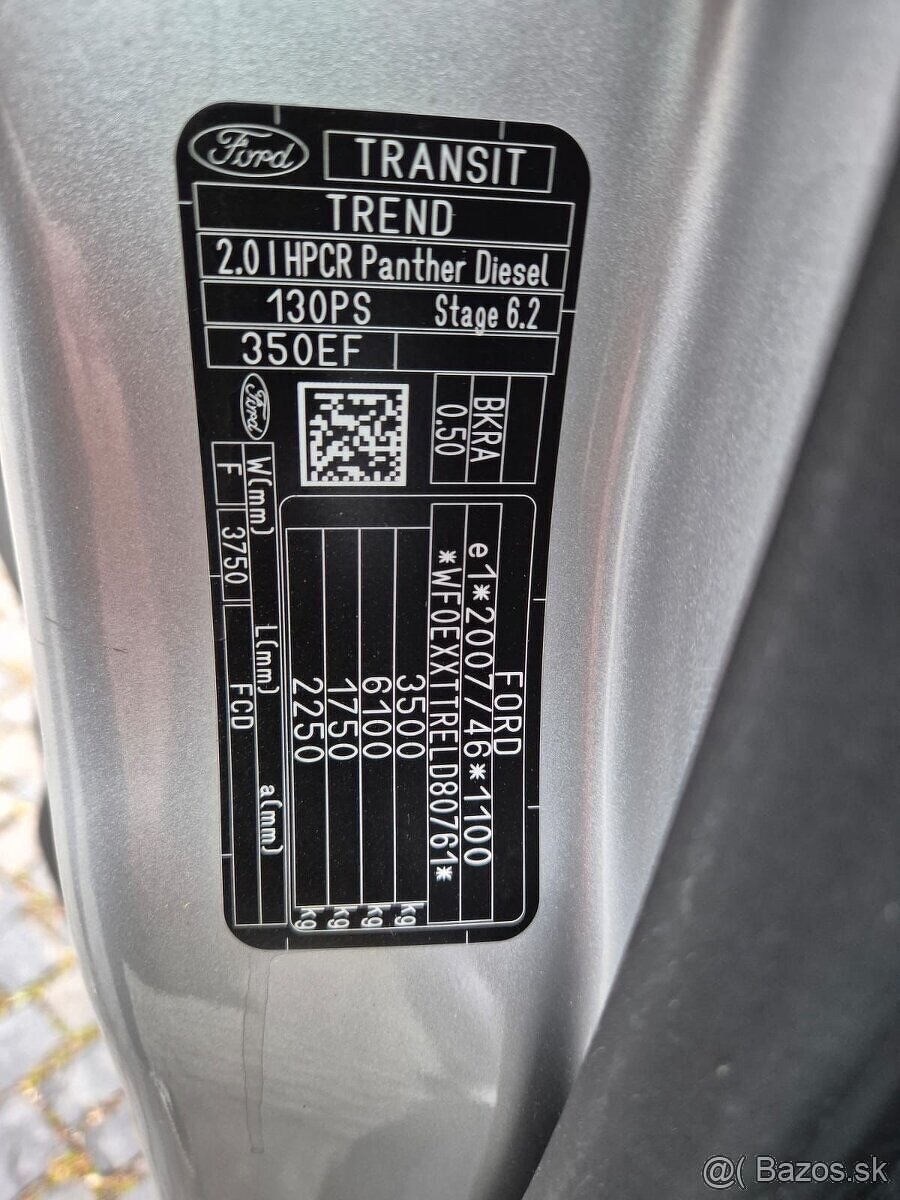 Ford TRANSIT
TREND
2.0 l HPCR Panther Diesel
130PS Stage 6.2
350EF
Ford
BKRA
0.50
FORD
e1*2007/46*1100
*WF0EXXTTRELD80761*
3500 kg
6100 kg
1750 kg
2250 kg
W(mm) L(mm) a(mm)
F 3750 FCD
@( Bazos.sk